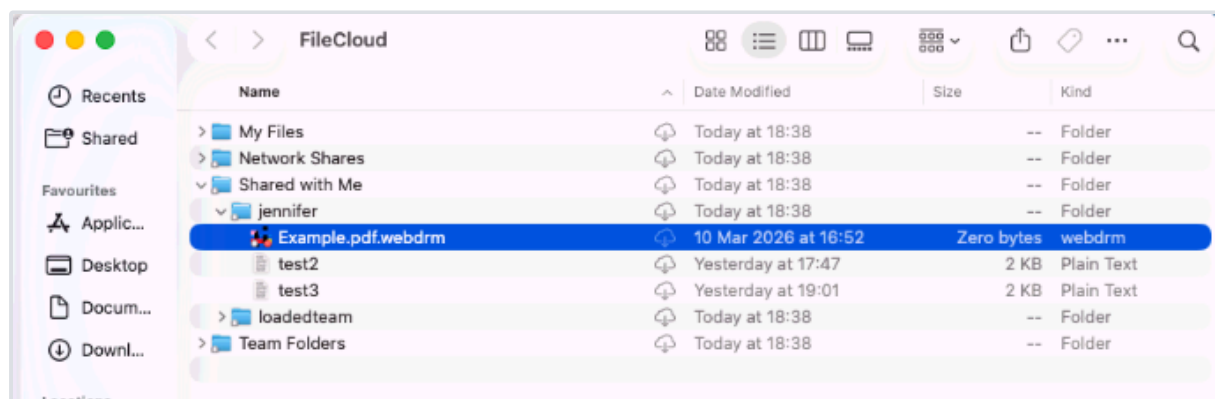 FileCloud
Recents
Shared
Favourites
Applic...
Desktop
Docum...
Downl...
Name Date Modified Size Kind
My Files Today at 18:38 -- Folder
Network Shares Today at 18:38 -- Folder
Shared with Me Today at 18:38 -- Folder
jennifer Today at 18:38 -- Folder
Example.pdf.webdrm 10 Mar 2026 at 16:52 Zero bytes webdrm
test2 Yesterday at 17:47 2 KB Plain Text
test3 Yesterday at 19:01 2 KB Plain Text
loadedteam Today at 18:38 -- Folder
Team Folders Today at 18:38 -- Folder